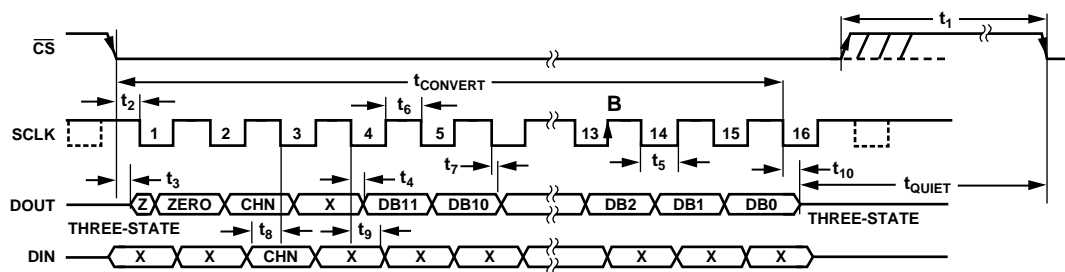 t1
CS
tCONVERT
t2
t6
B
SCLK
1 2 3 4 5 13 14 15 16
t7
t5
t10
t3
t4
tQUIET
DOUT
Z ZERO CHN X DB11 DB10 DB2 DB1 DB0
THREE-STATE
THREE-STATE
t8
t9
DIN
X X CHN X X X X X X